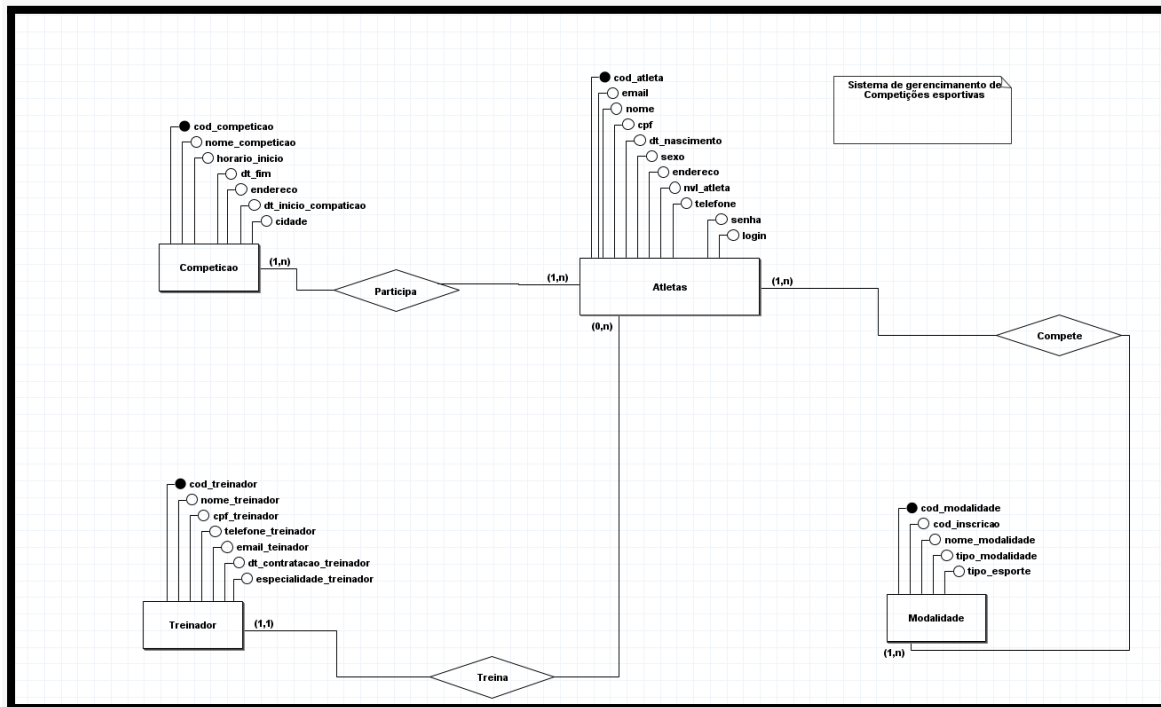 Sistema de gerencimanento de
Competições esportivas
cod_competicao
nome_competicao
horario_inicio
dt_fim
endereco
dt_inicio_compaticao
cidade
Competicao
(1,n)
Participa
(1,n)
cod_atleta
email
nome
cpf
dt_nascimento
sexo
endereco
nvl_atleta
telefone
senha
login
Atletas
(1,n)
(0,n)
Compete
cod_treinador
nome_treinador
cpf_treinador
telefone_treinador
email_teinador
dt_contratacao_treinador
especialidade_treinador
Treinador
(1,1)
Treina
cod_modalidade
cod_inscricao
nome_modalidade
tipo_modalidade
tipo_esporte
Modalidade
(1,n)